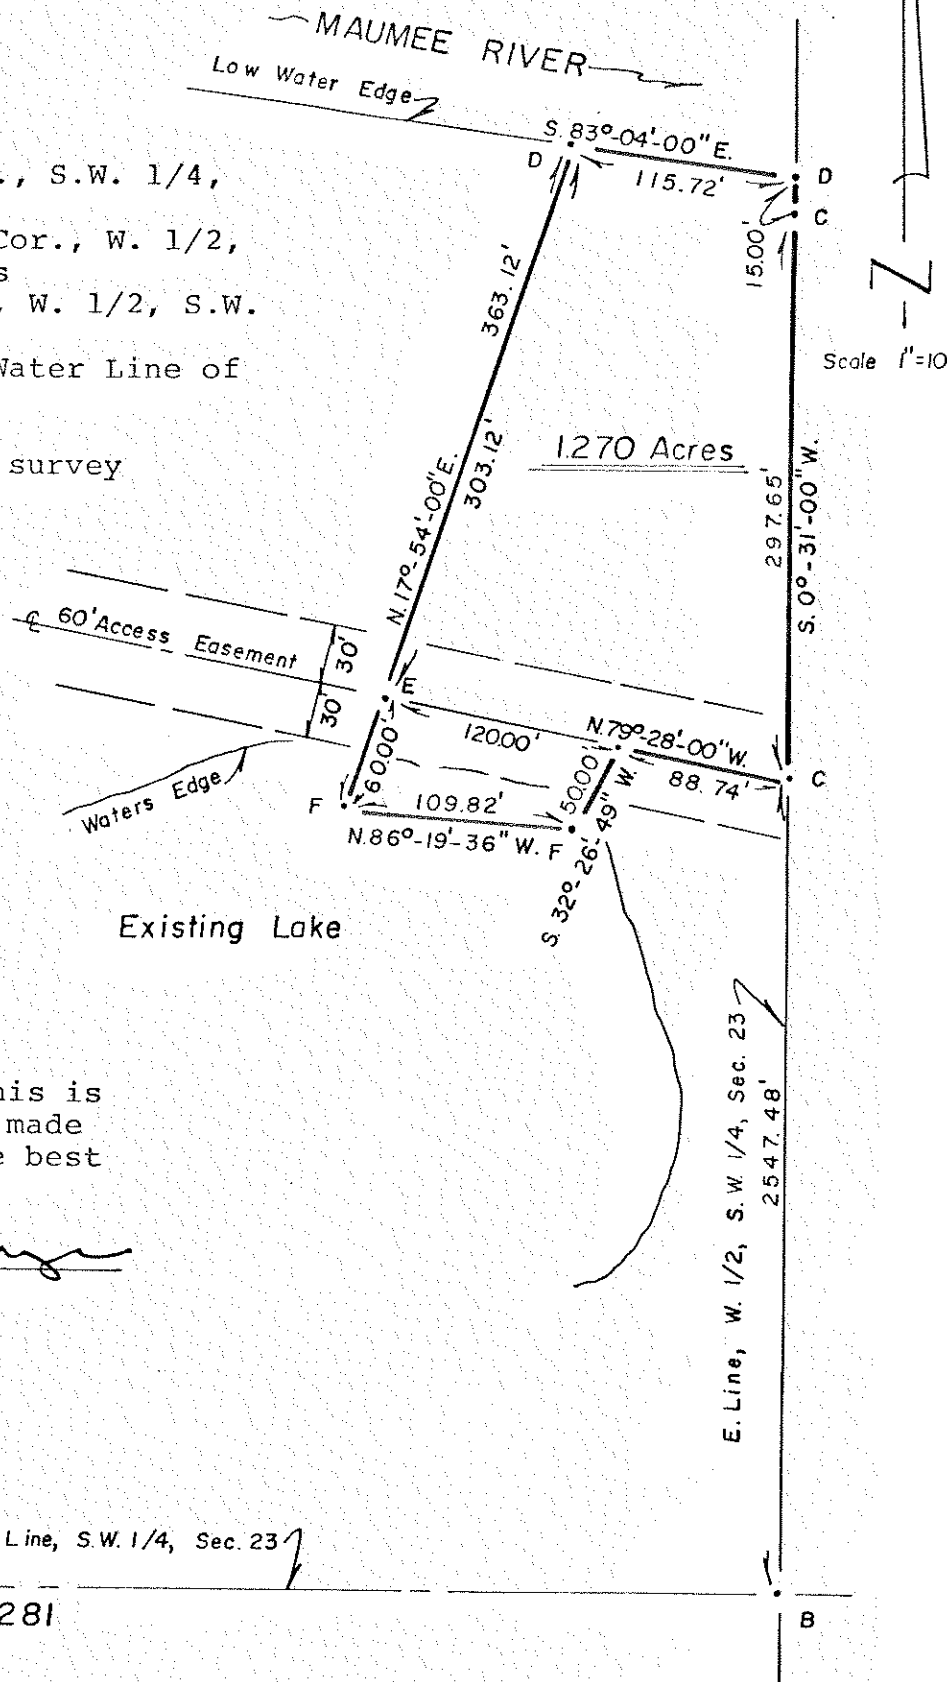 MAUMEE RIVER
Low Water Edge
S. 83°-04'-00" E.
D
115.72'
D
C
15.00'
., S.W. 1/4,
Cor., W. 1/2,
s
, W. 1/2, S.W.
Water Line of
survey
Z
Scale 1"=10
363.12'
303.12'
N. 17°-54'-00" E.
1.270 Acres
297.65'
S. 0°-31'-00" W.
℄ 60' Access Easement
30'
30'
E
120.00'
N. 79°-28'-00" W.
88.74'
C
60.00'
50.00'
S. 32°-26'-49" W.
Waters Edge
F
109.82'
N. 86°-19'-36" W.
F
Existing Lake
his is
made
e best
E. Line, W. 1/2, S.W. 1/4, Sec. 23
2547.48'
Line, S.W. 1/4, Sec. 23
281
B